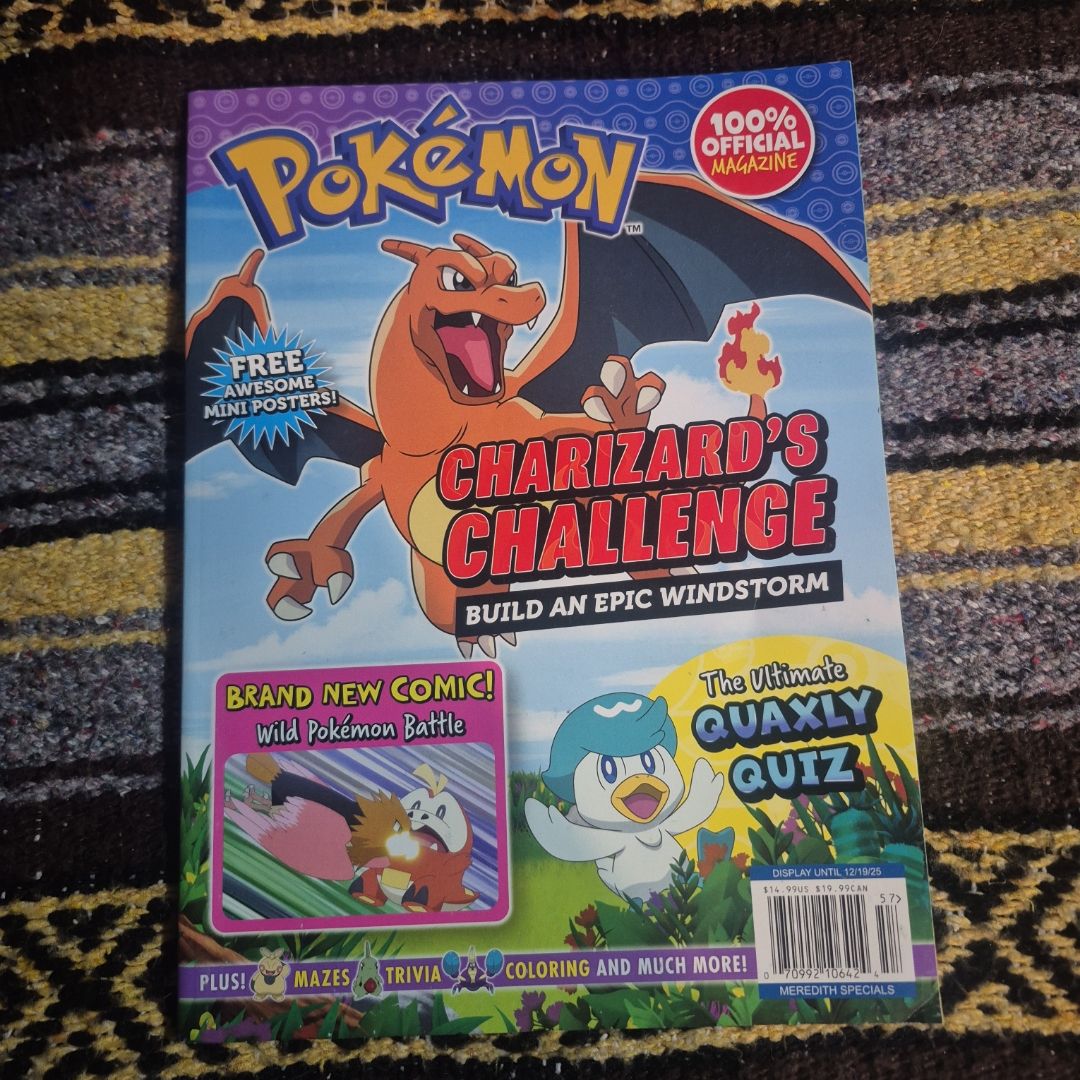 POKéMON
TM
100%
OFFICIAL
MAGAZINE
FREE
AWESOME
MINI POSTERS!
CHARIZARD'S
CHALLENGE
BUILD AN EPIC WINDSTORM
BRAND NEW COMIC!
Wild Pokémon Battle
The Ultimate
QUAXLY
QUIZ
DISPLAY UNTIL 12/19/25
$14.99US $19.99CAN
57>
0 70992 10642 4
MEREDITH SPECIALS
PLUS! MAZES TRIVIA COLORING AND MUCH MORE!